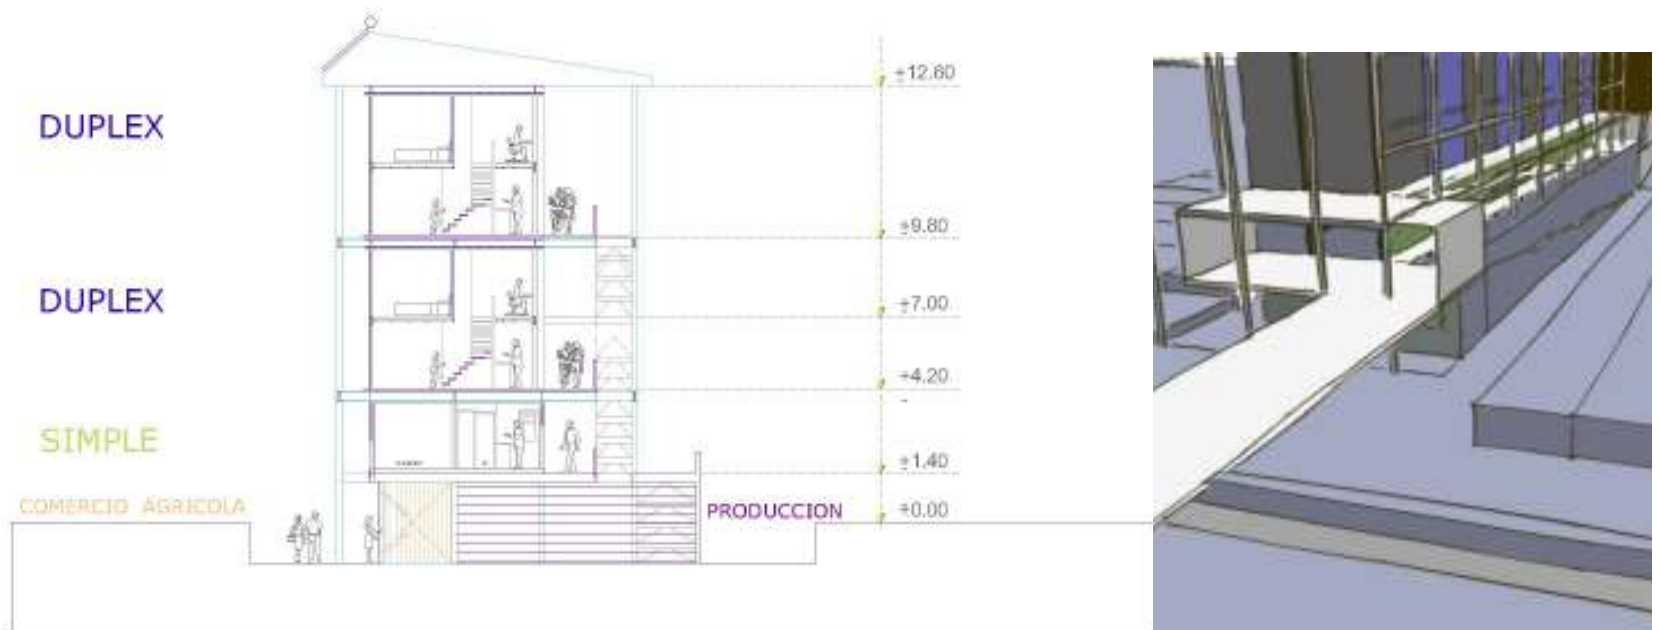 ±12.60
DUPLEX
±9.80
DUPLEX
±7.00
±4.20
SIMPLE
±1.40
COMERCIO AGRICOLA
PRODUCCION
±0.00